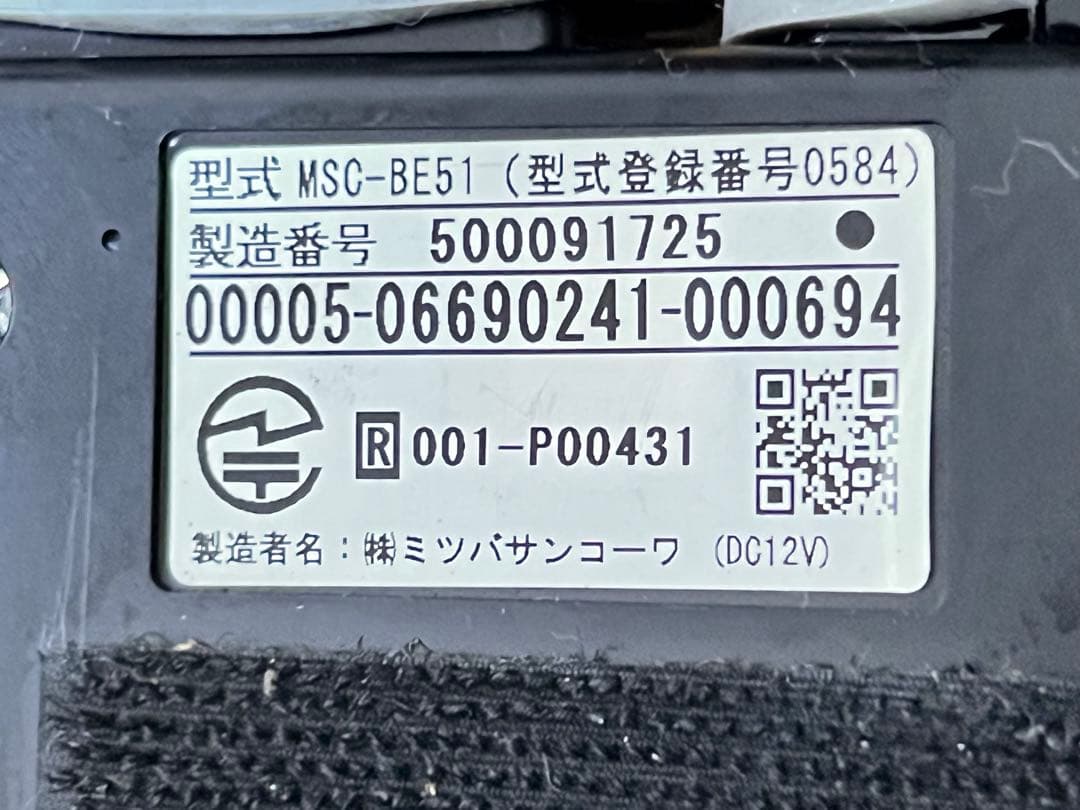 型式 MSC-BE51 (型式登録番号0584)
製造番号 500091725
00005-06690241-000694
R 001-P00431
製造者名:㈱ミツバサンコーワ (DC12V)